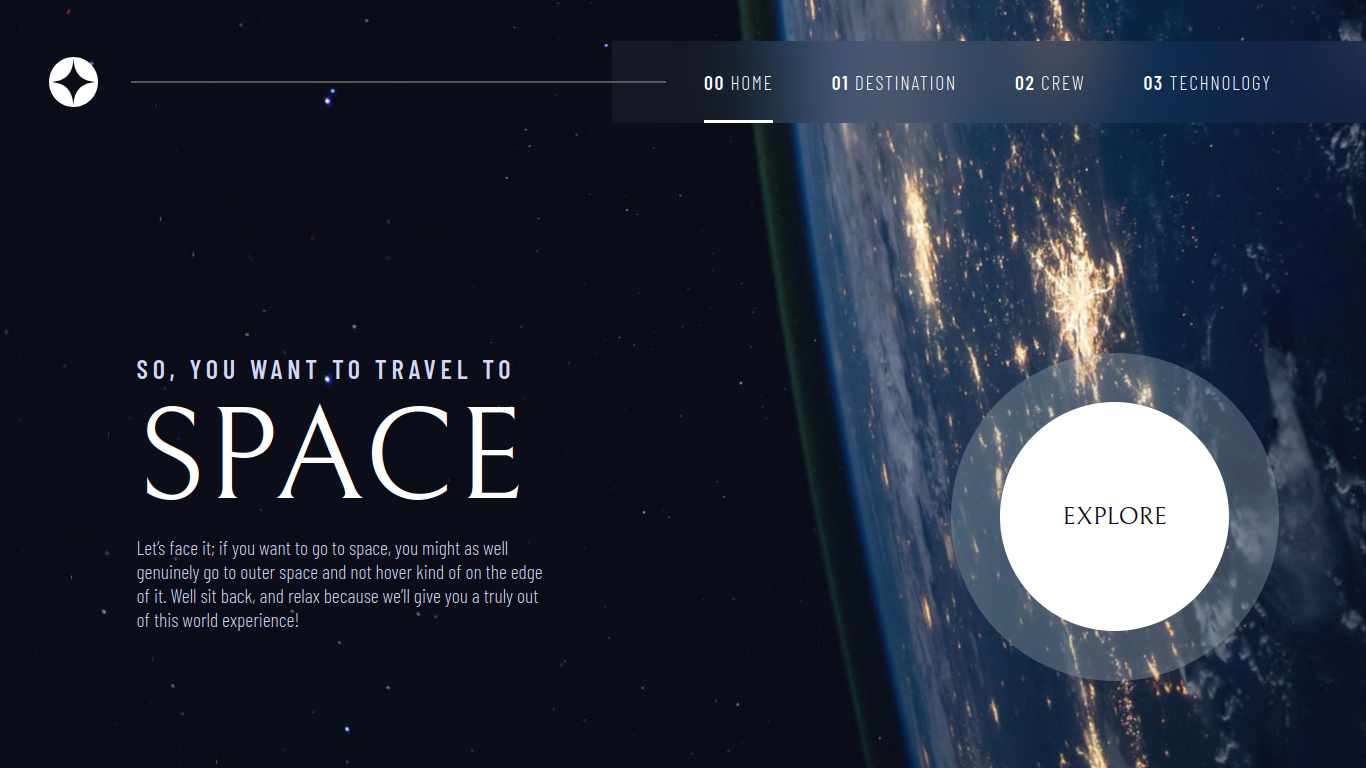 00 HOME 01 DESTINATION 02 CREW 03 TECHNOLOGY
SO, YOU WANT TO TRAVEL TO
SPACE
Let’s face it; if you want to go to space, you might as well
genuinely go to outer space and not hover kind of on the edge
of it. Well sit back, and relax because we’ll give you a truly out
of this world experience!
EXPLORE